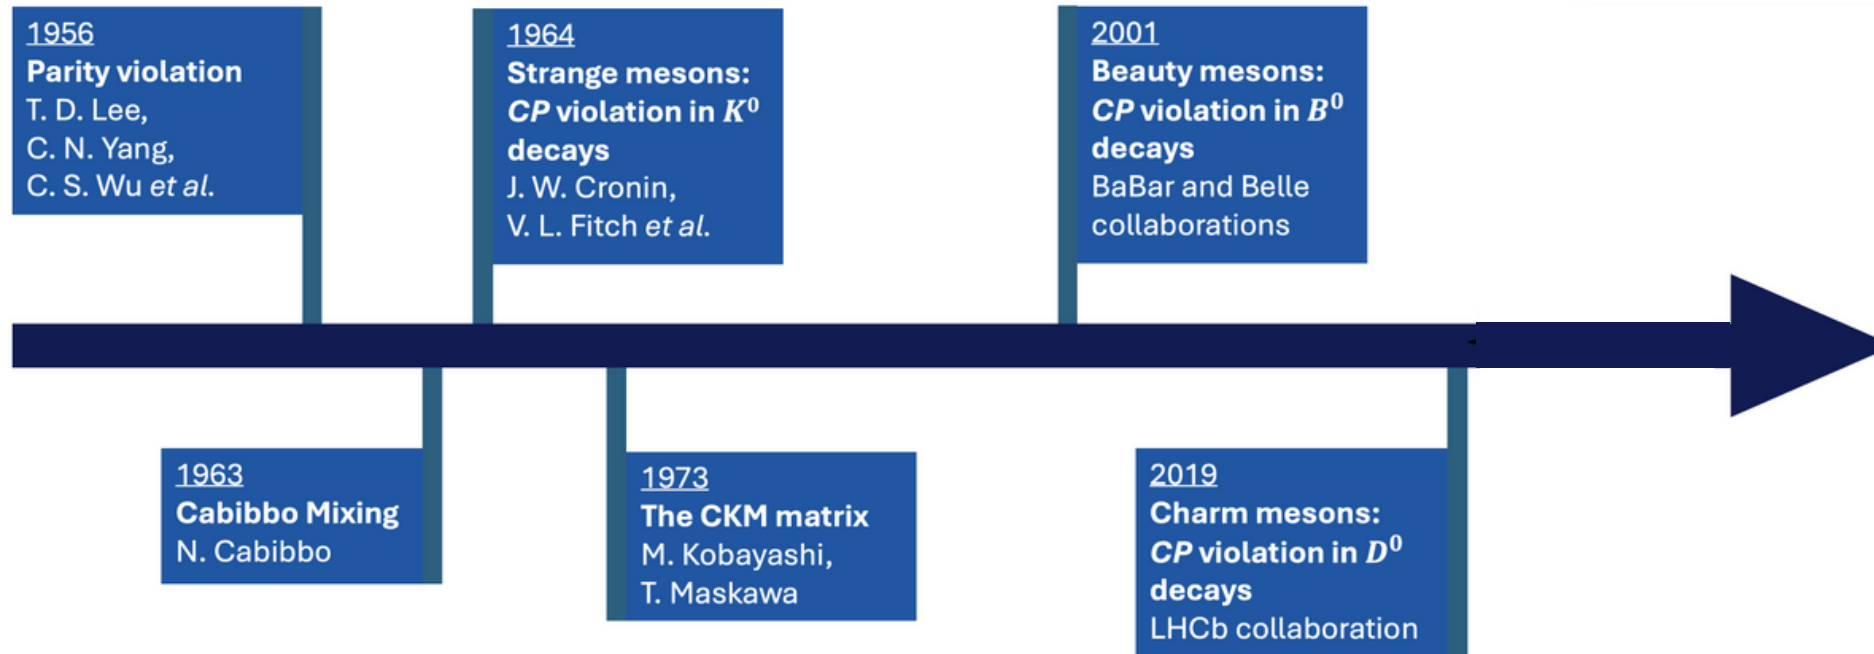 1956
Parity violation
T. D. Lee,
C. N. Yang,
C. S. Wu et al.
1964
Strange mesons:
CP violation in K⁰
decays
J. W. Cronin,
V. L. Fitch et al.
2001
Beauty mesons:
CP violation in B⁰
decays
BaBar and Belle
collaborations
1963
Cabibbo Mixing
N. Cabibbo
1973
The CKM matrix
M. Kobayashi,
T. Maskawa
2019
Charm mesons:
CP violation in D⁰
decays
LHCb collaboration